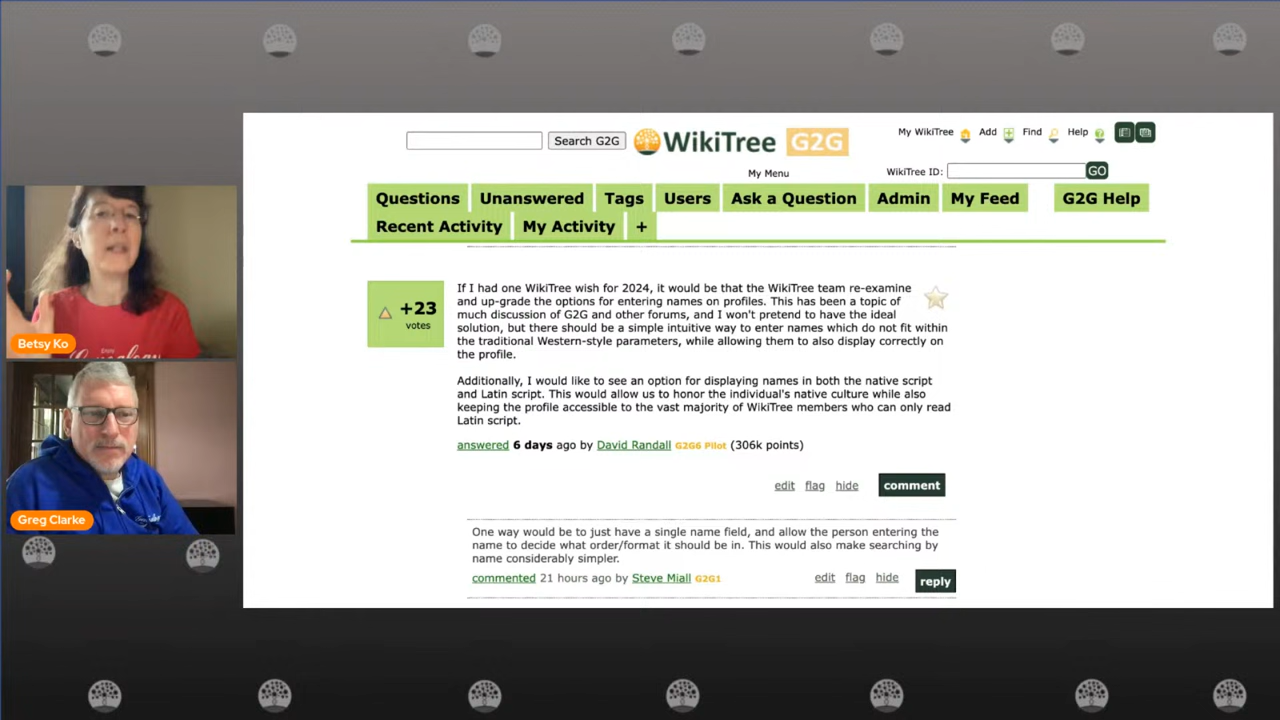 Search G2G
WikiTree G2G
My WikiTree Add Find Help
My Menu
WikiTree ID: GO
Questions Unanswered Tags Users Ask a Question Admin My Feed G2G Help
Recent Activity My Activity +
+23
votes
If I had one WikiTree wish for 2024, it would be that the WikiTree team re-examine
and up-grade the options for entering names on profiles. This has been a topic of
much discussion of G2G and other forums, and I won't pretend to have the ideal
solution, but there should be a simple intuitive way to enter names which do not fit within
the traditional Western-style parameters, while allowing them to also display correctly on
the profile.
Additionally, I would like to see an option for displaying names in both the native script
and Latin script. This would allow us to honor the individual's native culture while also
keeping the profile accessible to the vast majority of WikiTree members who can only read
Latin script.
answered 6 days ago by David Randall G2G6 Pilot (306k points)
edit flag hide comment
One way would be to just have a single name field, and allow the person entering the
name to decide what order/format it should be in. This would also make searching by
name considerably simpler.
commented 21 hours ago by Steve Miall G2G1
edit flag hide reply
Betsy Ko
Greg Clarke